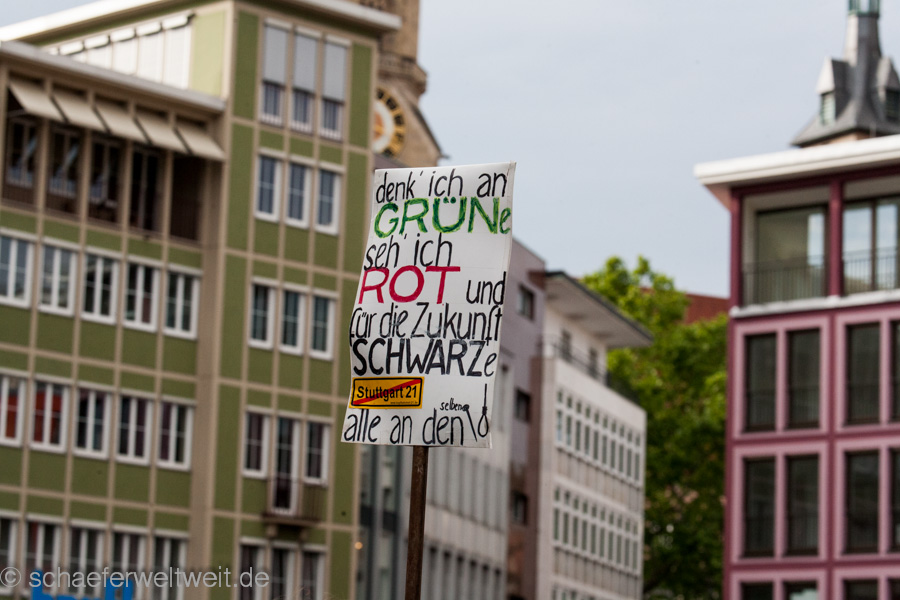 denk' ich an
GRÜNe
seh' ich
ROT und
für die Zukunft
SCHWARZe
Stuttgart 21
alle an den selben
© schaeferweltweit.de